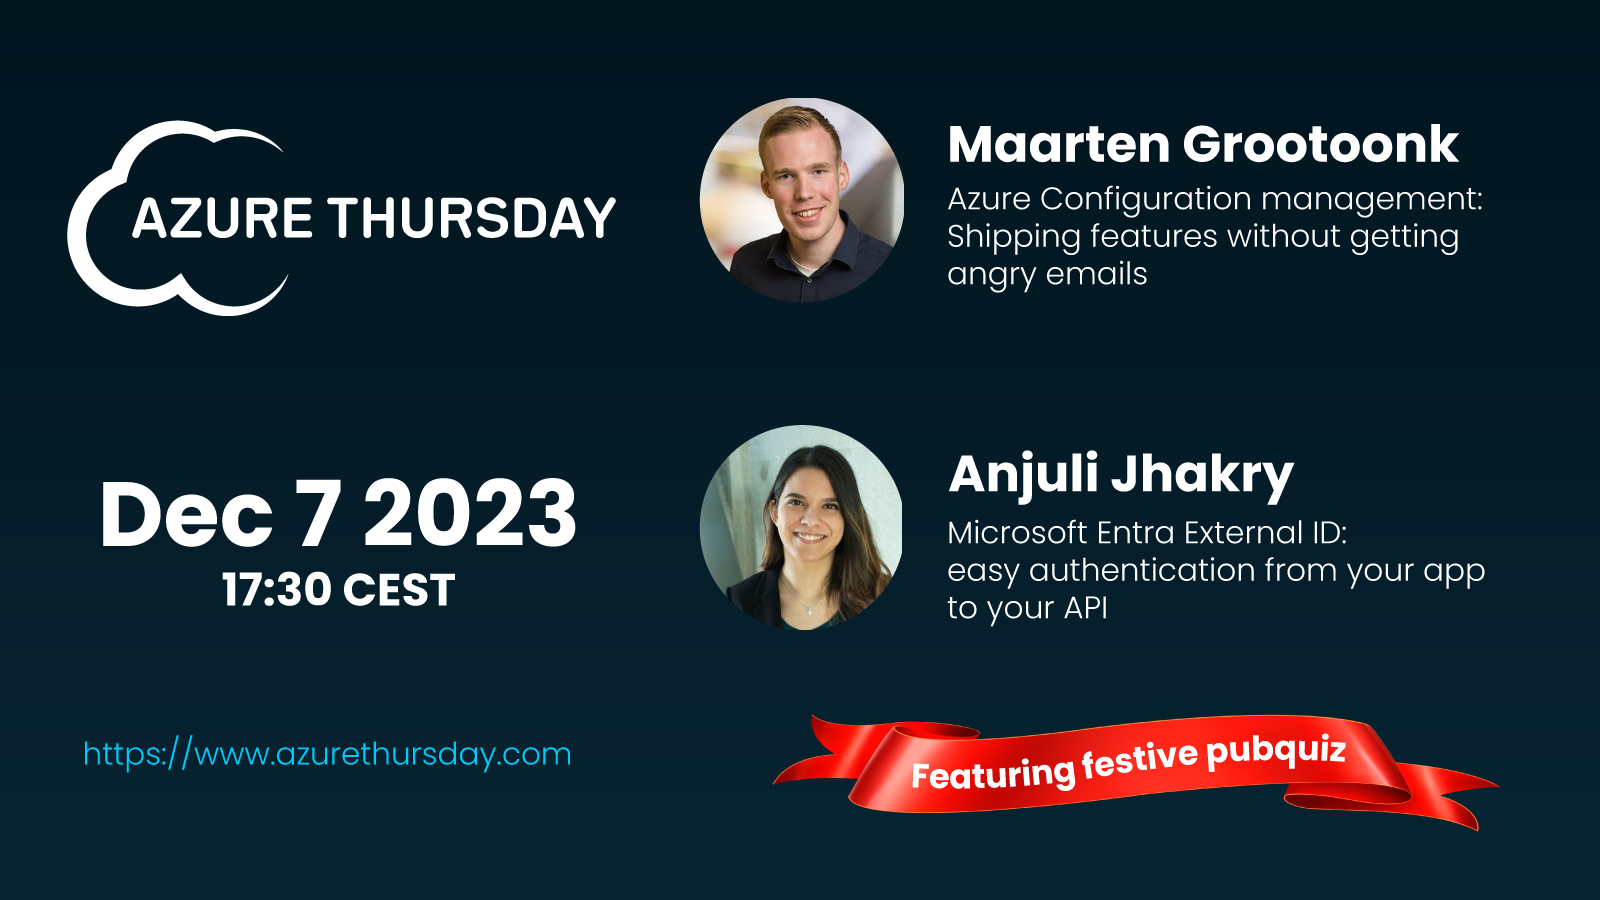 AZURE THURSDAY
Maarten Grootoonk
Azure Configuration management:
Shipping features without getting
angry emails
Dec 7 2023
17:30 CEST
Anjuli Jhakry
Microsoft Entra External ID:
easy authentication from your app
to your API
https://www.azurethursday.com
Featuring festive pubquiz